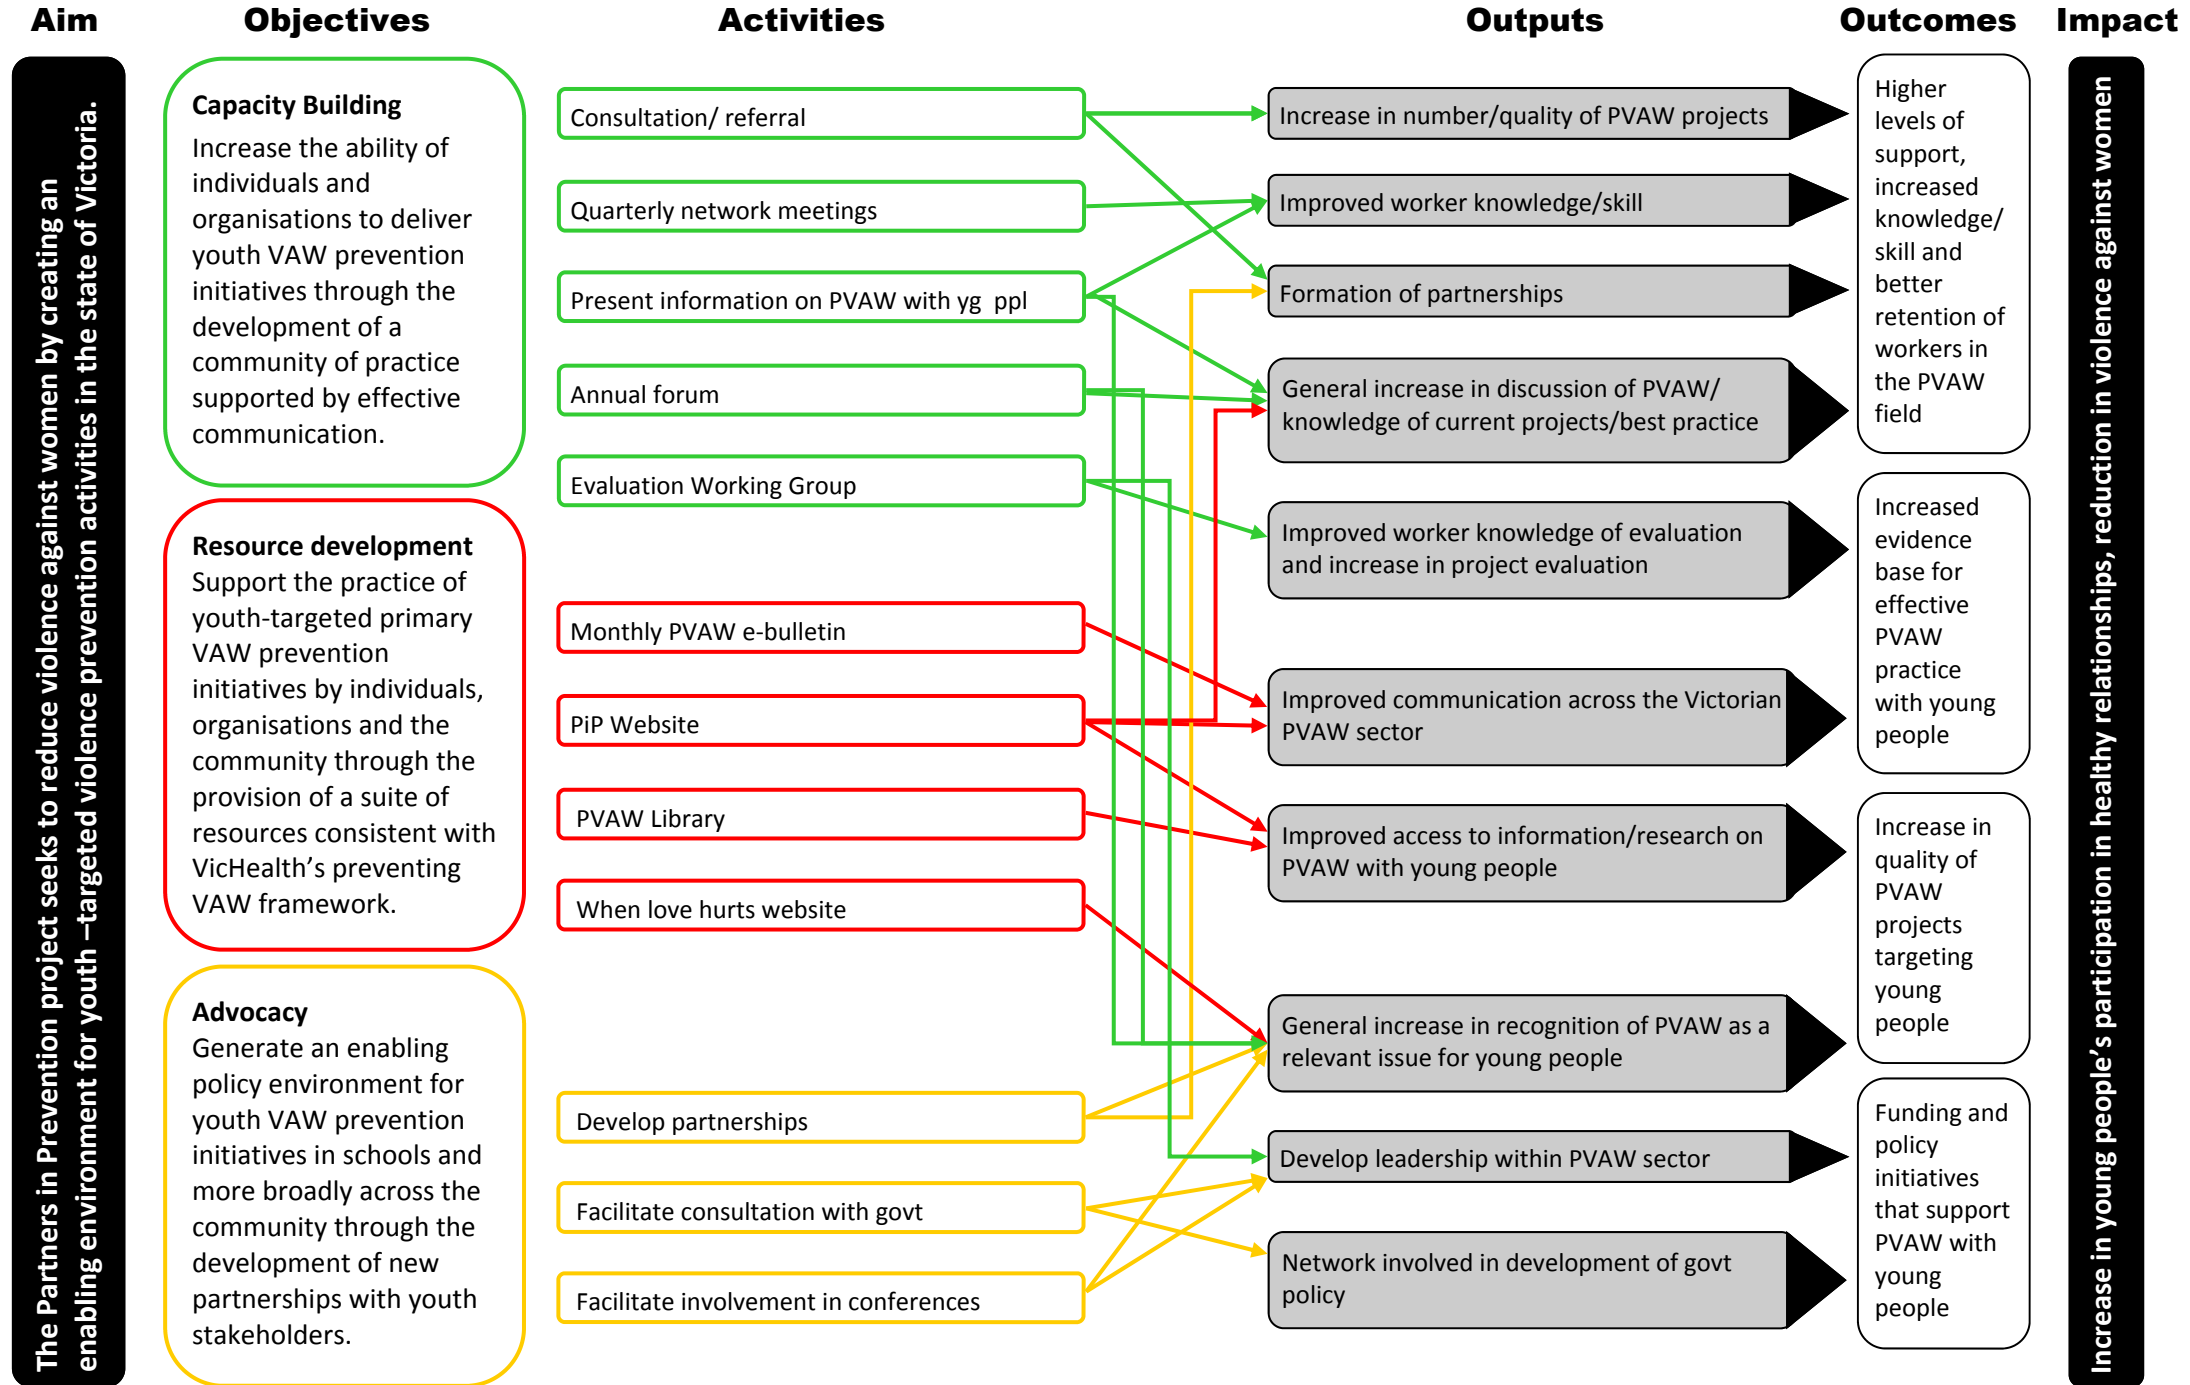 Aim
Objectives
Activities
Outputs
Outcomes
Impact
The Partners in Prevention project seeks to reduce violence against women by creating an
enabling environment for youth –targeted violence prevention activities in the state of Victoria.
Capacity Building
Increase the ability of
individuals and
organisations to deliver
youth VAW prevention
initiatives through the
development of a
community of practice
supported by effective
communication.
Resource development
Support the practice of
youth-targeted primary
VAW prevention
initiatives by individuals,
organisations and the
community through the
provision of a suite of
resources consistent with
VicHealth’s preventing
VAW framework.
Advocacy
Generate an enabling
policy environment for
youth VAW prevention
initiatives in schools and
more broadly across the
community through the
development of new
partnerships with youth
stakeholders.
Consultation/ referral
Quarterly network meetings
Present information on PVAW with yg  ppl
Annual forum
Evaluation Working Group
Monthly PVAW e-bulletin
PiP Website
PVAW Library
When love hurts website
Develop partnerships
Facilitate consultation with govt
Facilitate involvement in conferences
Increase in number/quality of PVAW projects
Improved worker knowledge/skill
Formation of partnerships
General increase in discussion of PVAW/
knowledge of current projects/best practice
Improved worker knowledge of evaluation
and increase in project evaluation
Improved communication across the Victorian
PVAW sector
Improved access to information/research on
PVAW with young people
General increase in recognition of PVAW as a
relevant issue for young people
Develop leadership within PVAW sector
Network involved in development of govt
policy
Higher
levels of
support,
increased
knowledge/
skill and
better
retention of
workers in
the PVAW
field
Increased
evidence
base for
effective
PVAW
practice
with young
people
Increase in
quality of
PVAW
projects
targeting
young
people
Funding and
policy
initiatives
that support
PVAW with
young
people
Increase in young people’s participation in healthy relationships, reduction in violence against women